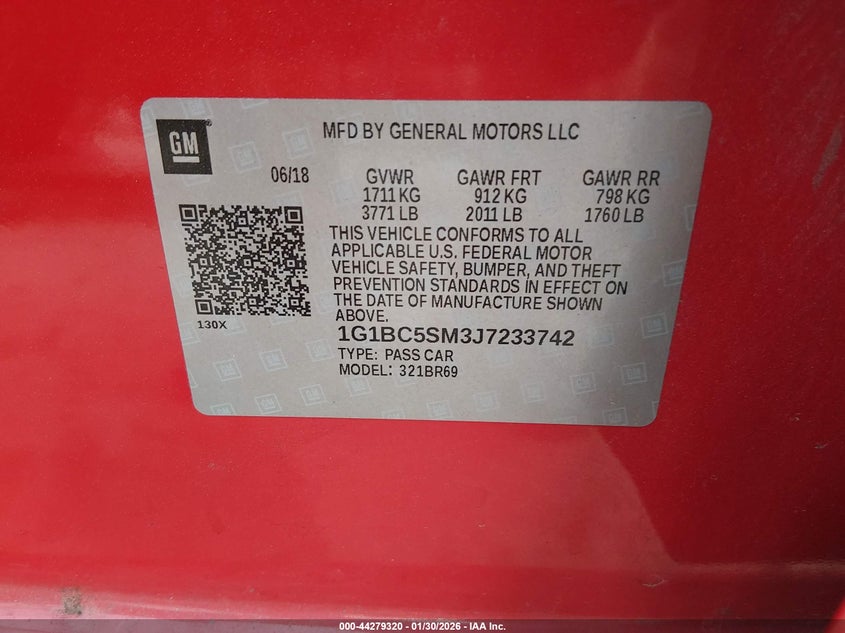 GM
MFD BY GENERAL MOTORS LLC
06/18 GVWR GAWR FRT GAWR RR
1711 KG 912 KG 798 KG
3771 LB 2011 LB 1760 LB
THIS VEHICLE CONFORMS TO ALL
APPLICABLE U.S. FEDERAL MOTOR
VEHICLE SAFETY, BUMPER, AND THEFT
PREVENTION STANDARDS IN EFFECT ON
THE DATE OF MANUFACTURE SHOWN
ABOVE.
130X
1G1BC5SM3J7233742
TYPE: PASS CAR
MODEL: 321BR69
000-44279320 - 01/30/2026 - IAA Inc.